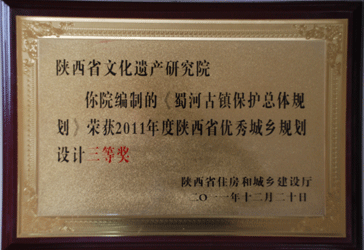 陕西省文化遗产研究院
你院编制的《蜀河古镇保护总体规
划》荣获2011年度陕西省优秀城乡规划
设计三等奖
陕西省住房和城乡建设厅
二〇一一年十二月二十日